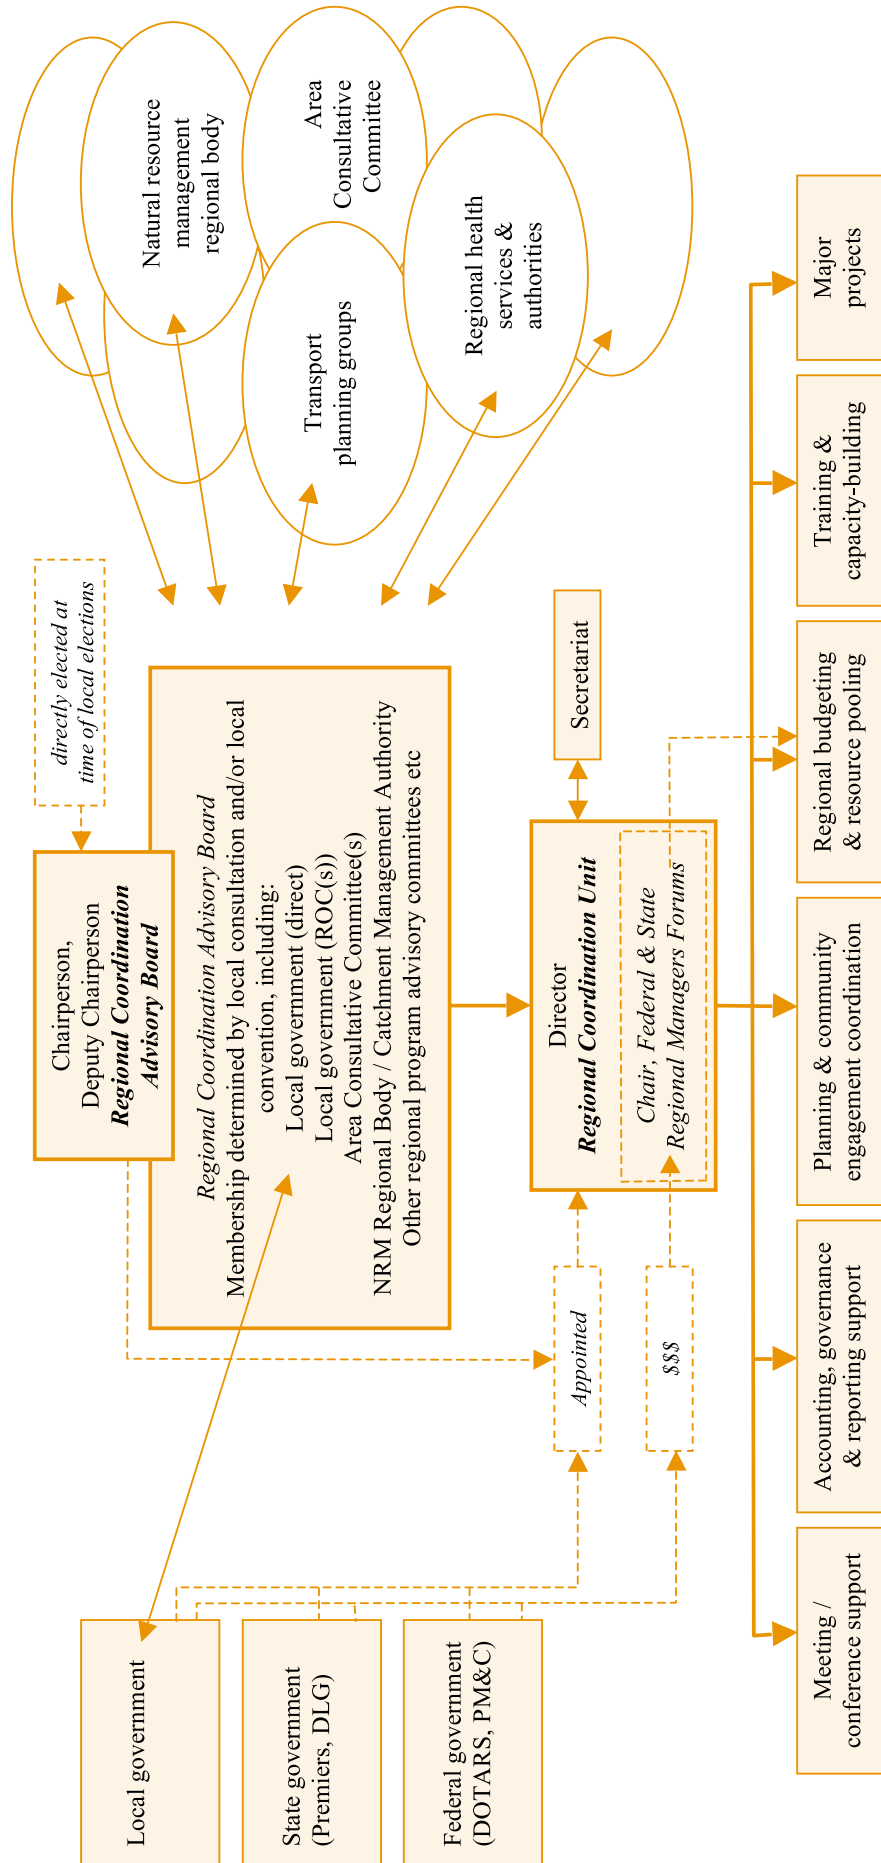 Chairperson,
Deputy Chairperson
Regional Coordination
Advisory Board
directly elected at
time of local elections
Local government
State government
(Premiers, DLG)
Federal government
(DOTARS, PM&C)
Regional Coordination Advisory Board
Membership determined by local consultation and/or local
convention, including:
Local government (direct)
Local government (ROC(s))
Area Consultative Committee(s)
NRM Regional Body / Catchment Management Authority
Other regional program advisory committees etc
Natural resource
management
regional body
Area
Consultative
Committee
Transport
planning groups
Regional health
services &
authorities
Appointed
$$$
Director
Regional Coordination Unit
Chair, Federal & State
Regional Managers Forums
Secretariat
Meeting /
conference support
Accounting, governance
& reporting support
Planning & community
engagement coordination
Regional budgeting
& resource pooling
Training &
capacity-building
Major
projects